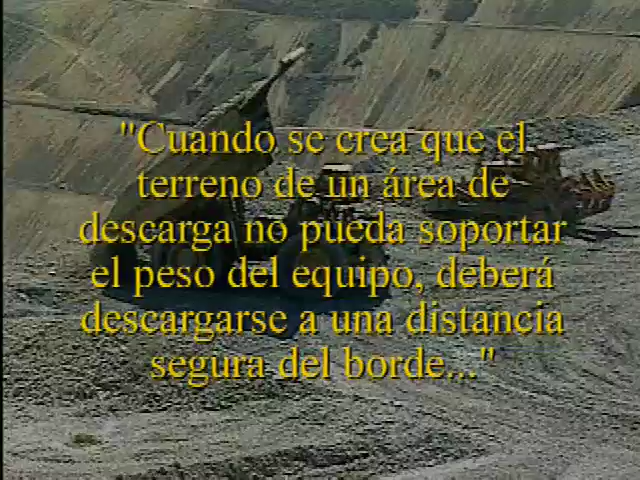 "Cuando se crea que el
terreno de un área de
descarga no pueda soportar
el peso del equipo, deberá
descargarse a una distancia
segura del borde..."